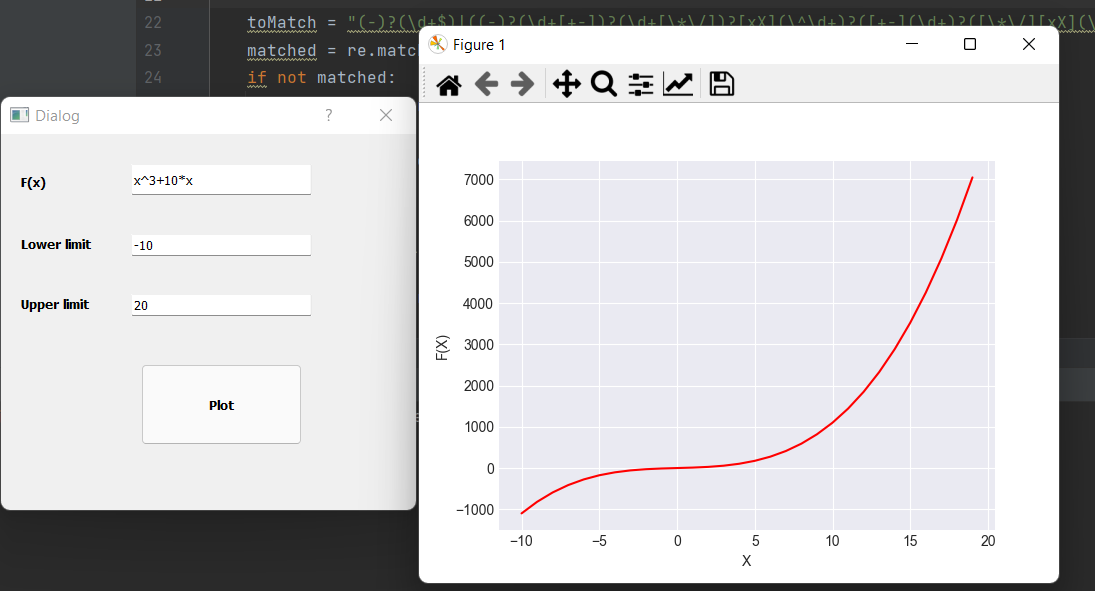 22 toMatch = "(-)?(\d+$)|((-)?(\d+[+-])?(\d+[\*\/])?[xX](\^\d+)?([+-](\d+)?([\*\/][xX](\
23 matched = re.matc
24 if not matched:
Figure 1
Dialog
?
F(x) x^3+10*x
Lower limit -10
Upper limit 20
Plot
7000
6000
5000
4000
3000
2000
1000
0
−1000
F(X)
−10 −5 0 5 10 15 20
X